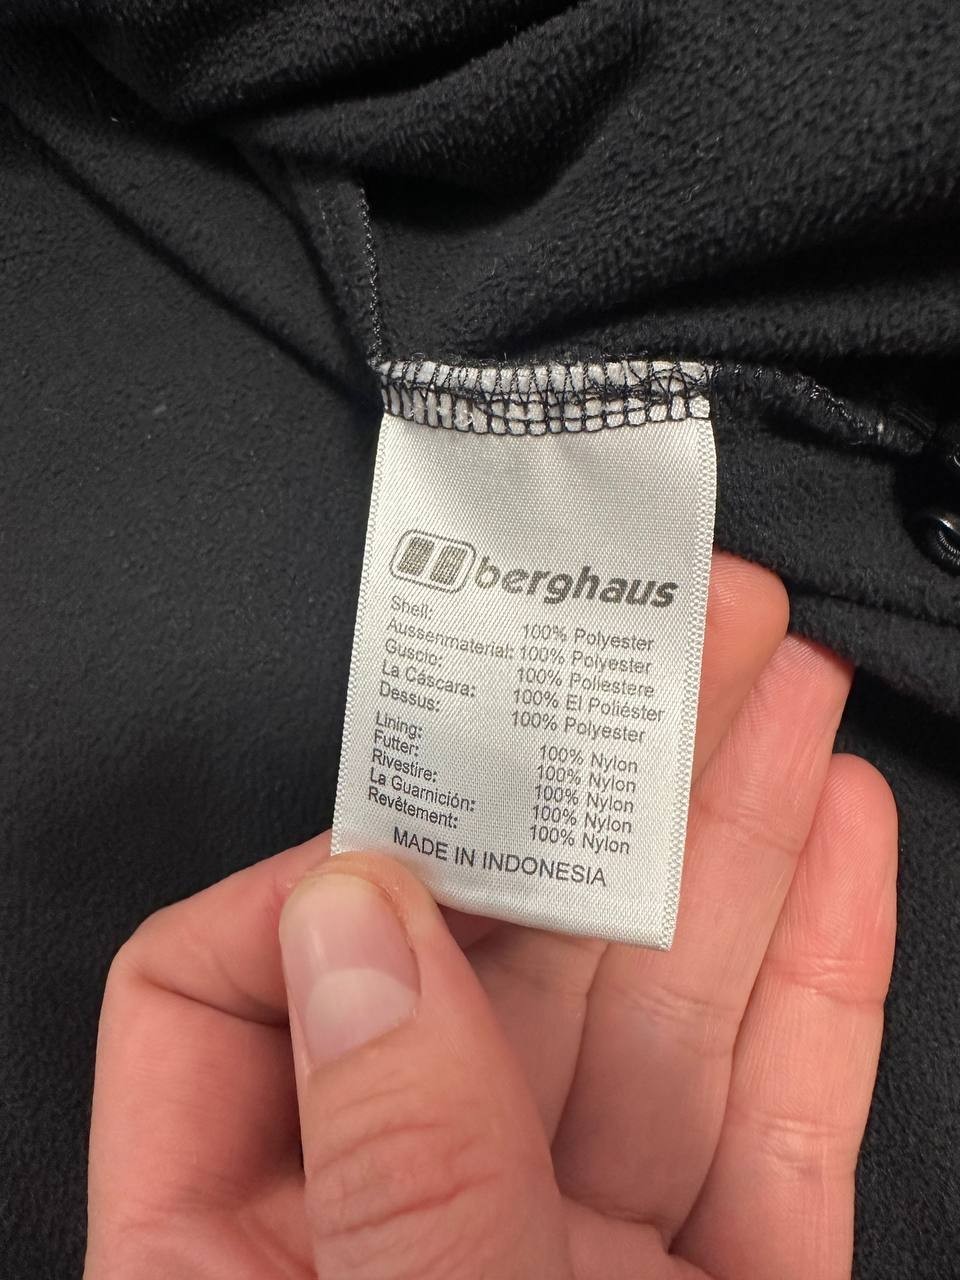 berghaus
Shell: 100% Polyester
Aussenmaterial: 100% Polyester
Guscio: 100% Poliestere
La Cáscara: 100% El Poliéster
Dessus: 100% Polyester
Lining: 100% Nylon
Futter: 100% Nylon
Rivestire: 100% Nylon
La Guarnición: 100% Nylon
Revêtement: 100% Nylon
MADE IN INDONESIA